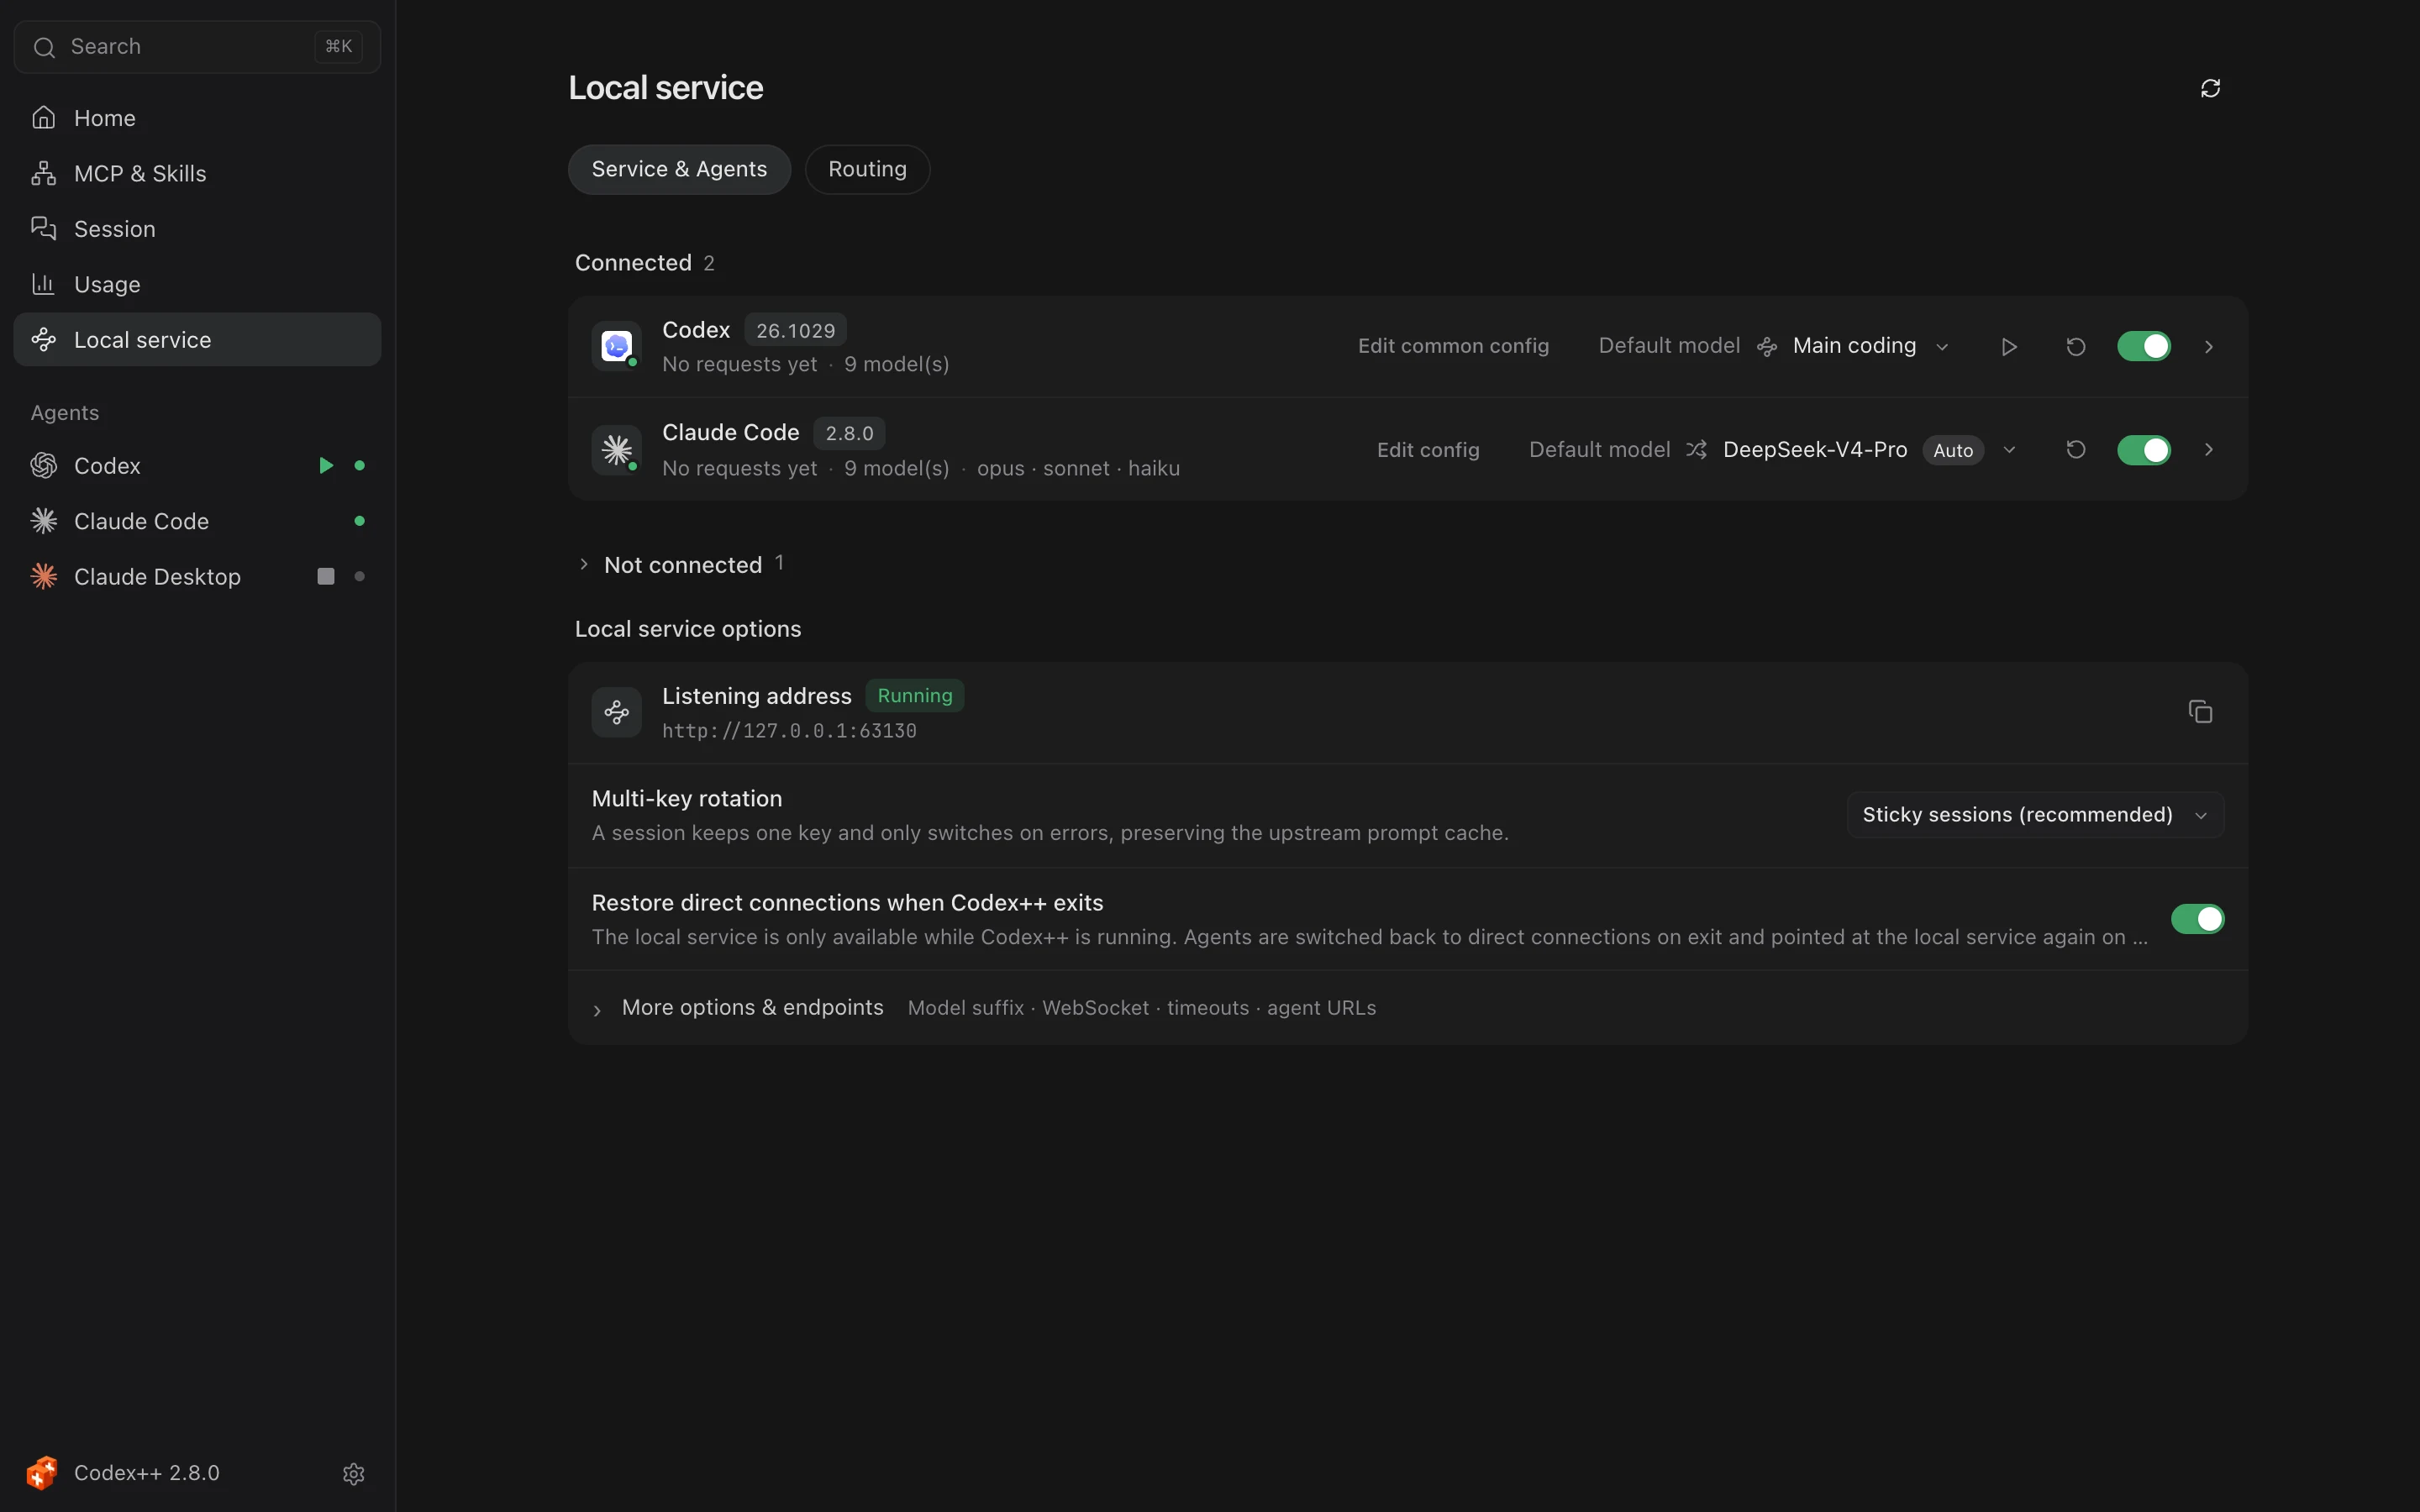 Search ⌘K
Home
MCP & Skills
Session
Usage
Local service
Agents
Codex
Claude Code
Claude Desktop
Codex++ 2.8.0
Local service
Service & Agents Routing
Connected 2
Codex 26.1029
No requests yet · 9 model(s)
Edit common config Default model Main coding
Claude Code 2.8.0
No requests yet · 9 model(s) · opus · sonnet · haiku
Edit config Default model DeepSeek-V4-Pro Auto
Not connected 1
Local service options
Listening address Running
http://127.0.0.1:63130
Multi-key rotation
A session keeps one key and only switches on errors, preserving the upstream prompt cache.
Sticky sessions (recommended)
Restore direct connections when Codex++ exits
The local service is only available while Codex++ is running. Agents are switched back to direct connections on exit and pointed at the local service again on ...
More options & endpoints Model suffix · WebSocket · timeouts · agent URLs